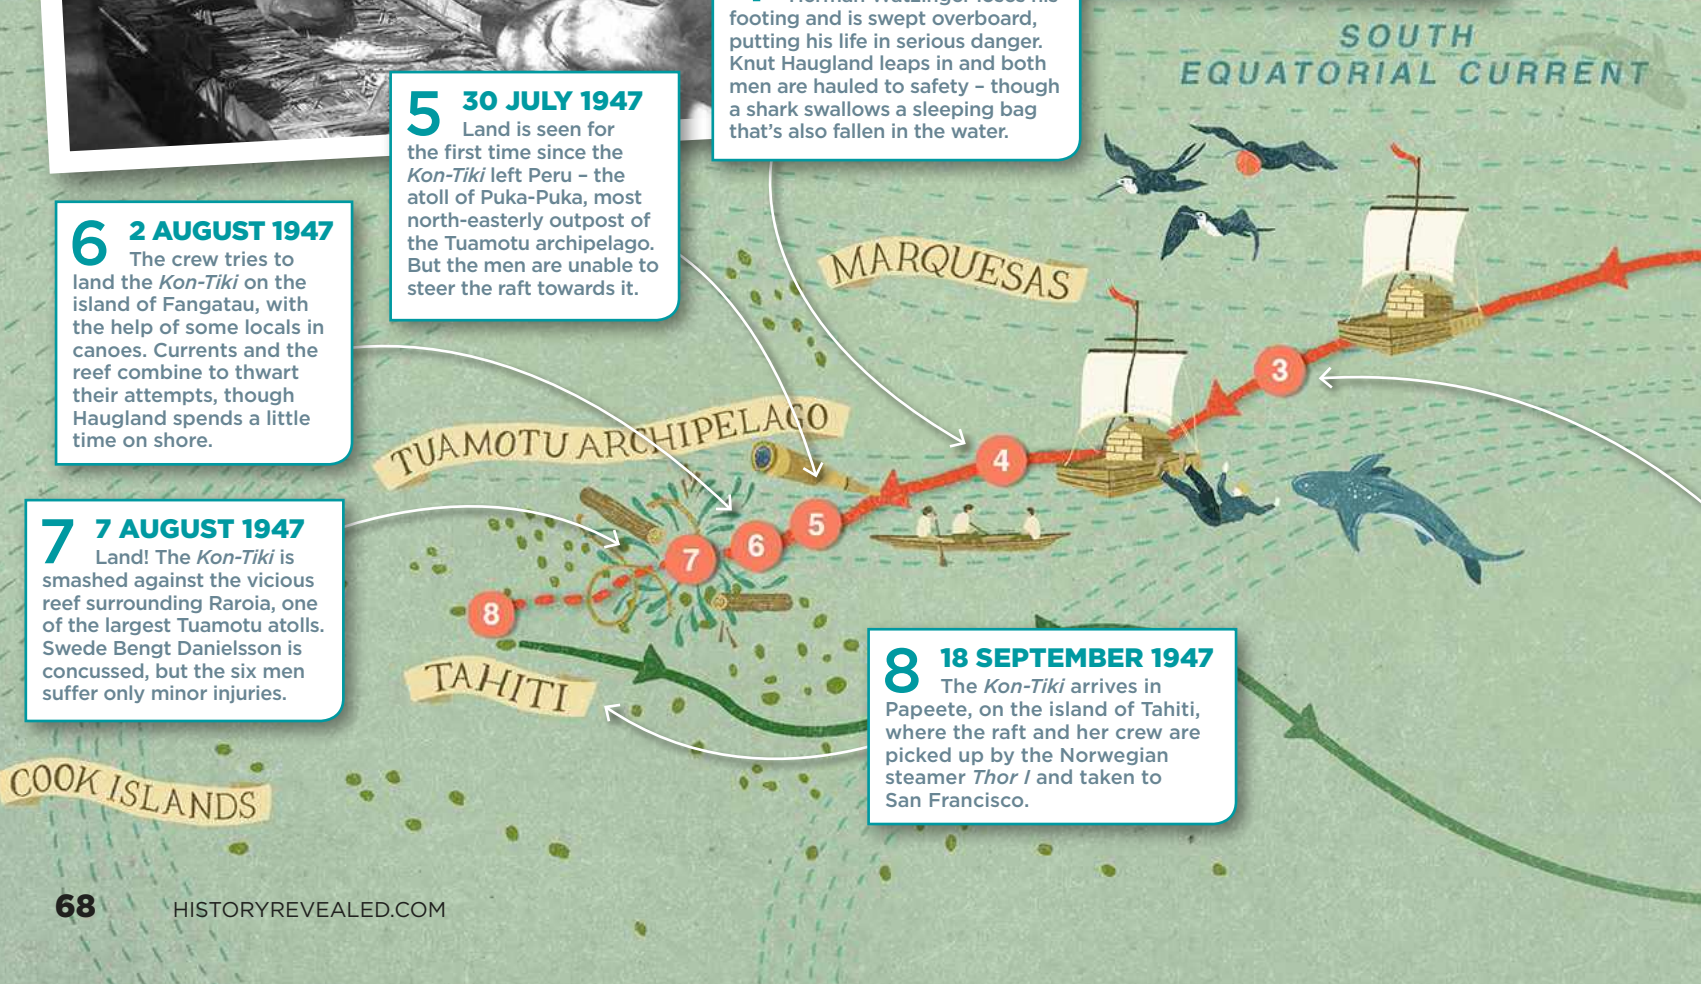 footing and is swept overboard,
putting his life in serious danger.
Knut Haugland leaps in and both
men are hauled to safety – though
a shark swallows a sleeping bag
that's also fallen in the water.
SOUTH
EQUATORIAL CURRENT
5 30 JULY 1947
Land is seen for
the first time since the
Kon-Tiki left Peru – the
atoll of Puka-Puka, most
north-easterly outpost of
the Tuamotu archipelago.
But the men are unable to
steer the raft towards it.
6 2 AUGUST 1947
The crew tries to
land the Kon-Tiki on the
island of Fangatau, with
the help of some locals in
canoes. Currents and the
reef combine to thwart
their attempts, though
Haugland spends a little
time on shore.
MARQUESAS
3
TUAMOTU ARCHIPELAGO
4
5
6
7
8
7 7 AUGUST 1947
Land! The Kon-Tiki is
smashed against the vicious
reef surrounding Raroia, one
of the largest Tuamotu atolls.
Swede Bengt Danielsson is
concussed, but the six men
suffer only minor injuries.
TAHITI
8 18 SEPTEMBER 1947
The Kon-Tiki arrives in
Papeete, on the island of Tahiti,
where the raft and her crew are
picked up by the Norwegian
steamer Thor I and taken to
San Francisco.
COOK ISLANDS
68 HISTORYREVEALED.COM